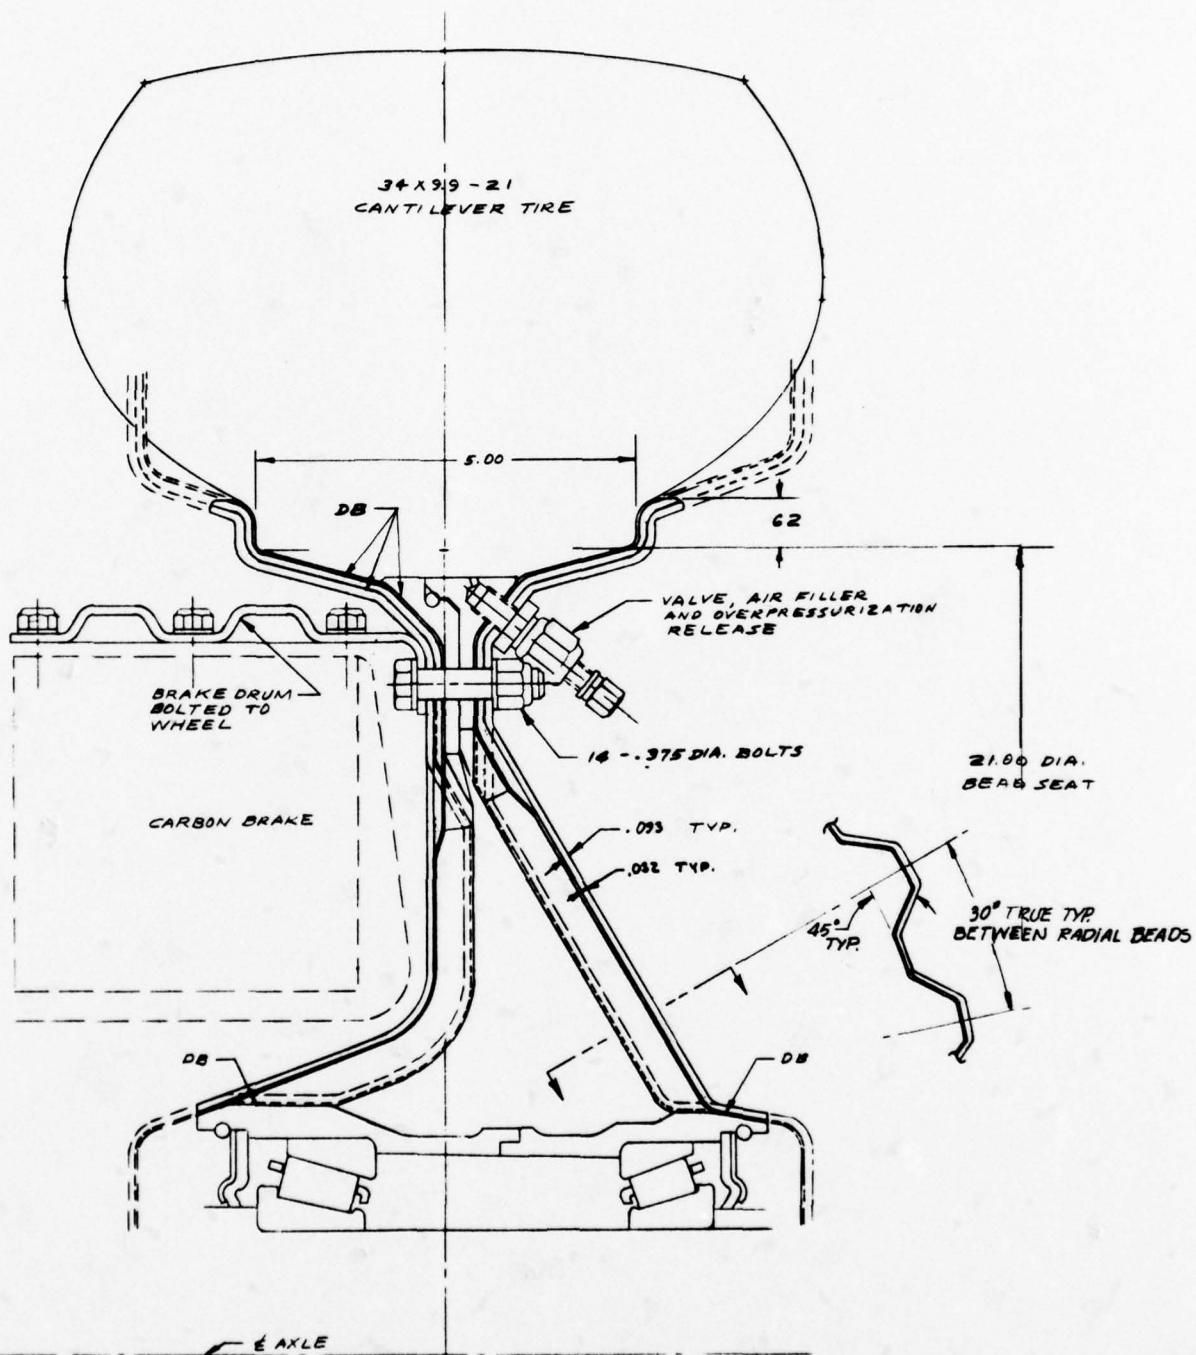 34 X 9.9 - 21
CANTILEVER TIRE
5.00
DB
62
VALVE, AIR FILLER
AND OVERPRESSURIZATION
RELEASE
BRAKE DRUM
BOLTED TO
WHEEL
14 - .375 DIA. BOLTS
21.00 DIA.
BEAD SEAT
CARBON BRAKE
.093 TYP.
.032 TYP.
45°
TYP.
30° TRUE TYP.
BETWEEN RADIAL BEADS
DB
DB
℄ AXLE